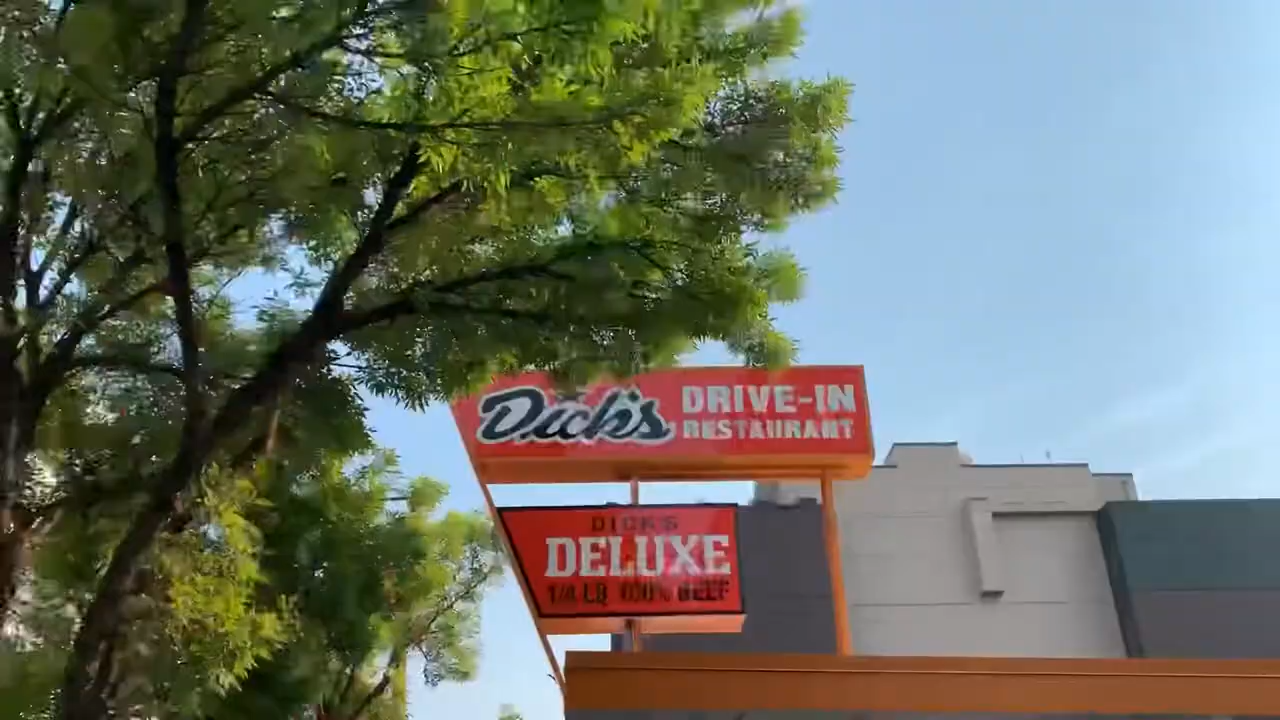 Dick's
DRIVE-IN
RESTAURANT
DICK'S
DELUXE
1/4 LB 100% BEEF